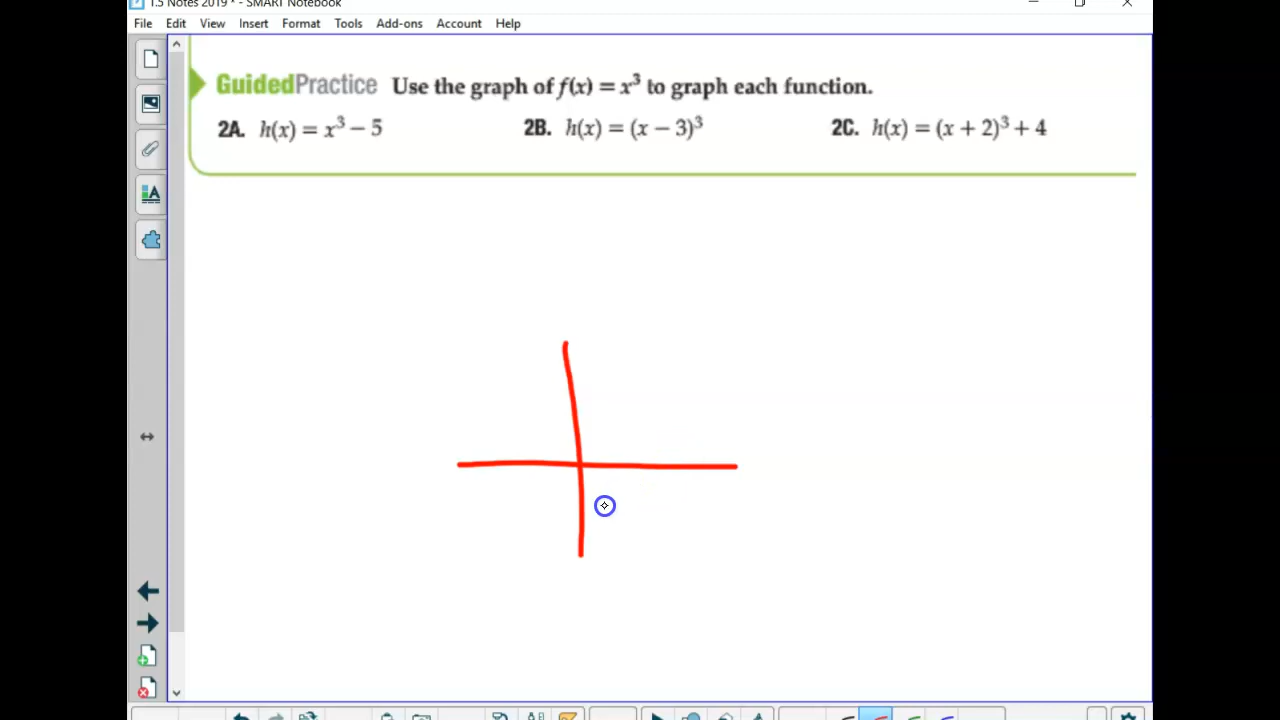 1.5 Notes 2019 * - SMART Notebook
File Edit View Insert Format Tools Add-ons Account Help
GuidedPractice Use the graph of f(x) = x³ to graph each function.
2A. h(x) = x³ − 5 2B. h(x) = (x − 3)³ 2C. h(x) = (x + 2)³ + 4